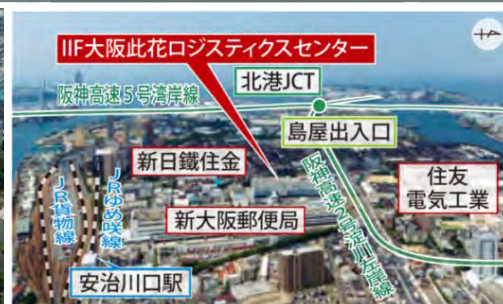 IIF大阪此花ロジスティクスセンター
北港JCT
阪神高速5号湾岸線
島屋出入口
新日鐵住金
住友
電気工業
阪神高速2号淀川左岸線
新大阪郵便局
JR貨物線
JRゆめ咲線
安治川口駅